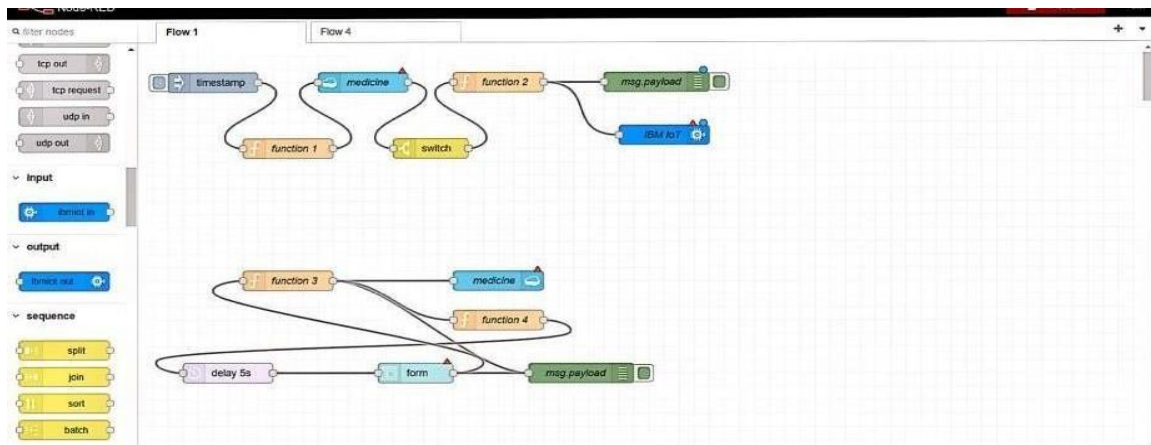 Node-RED
filter nodes
Flow 1
Flow 4
tcp out
tcp request
udp in
udp out
input
ibmiot in
output
ibmiot out
sequence
split
join
sort
batch
timestamp
medicine
function 2
msg.payload
function 1
switch
IBM IoT
function 3
medicine
function 4
delay 5s
form
msg.payload